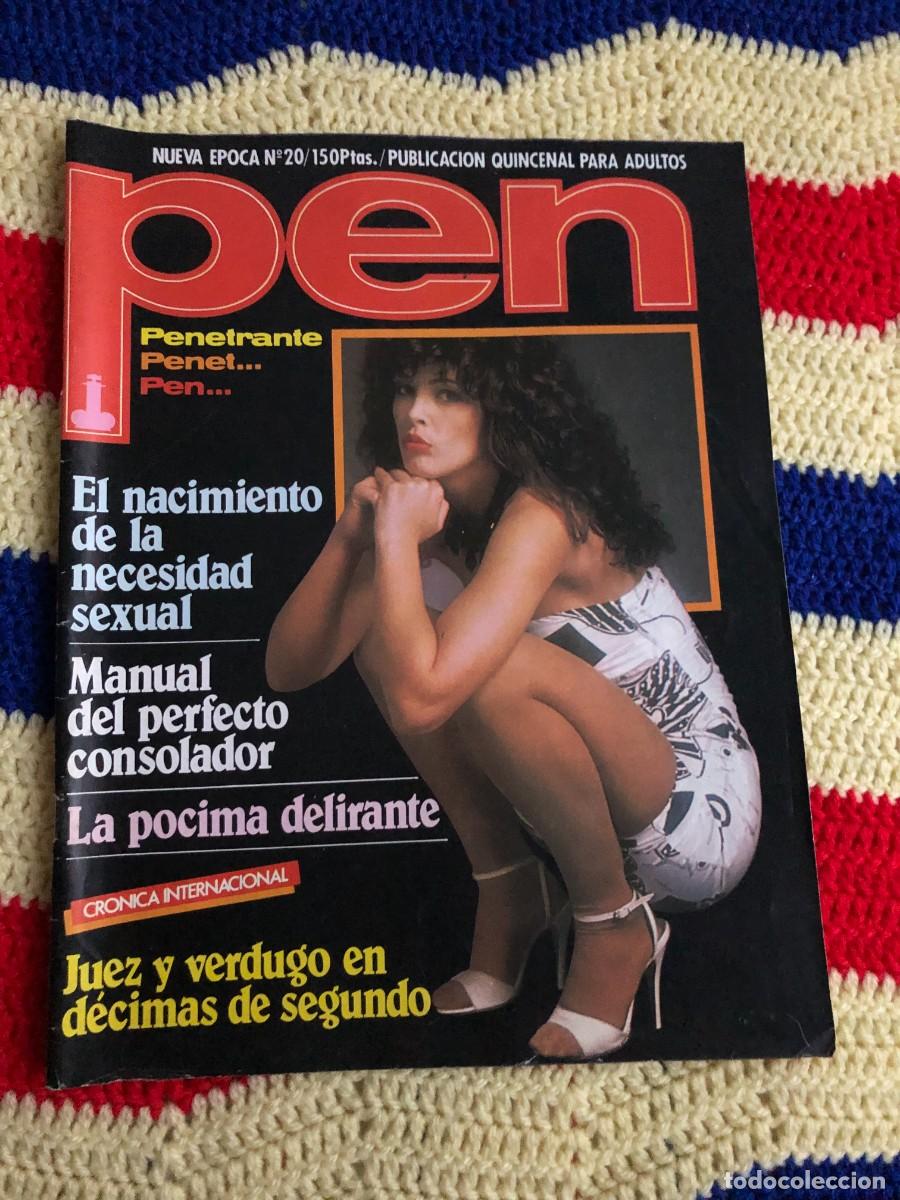 NUEVA EPOCA Nº20/150Ptas./PUBLICACION QUINCENAL PARA ADULTOS
pen
Penetrante
Penet...
Pen...
El nacimiento
de la
necesidad
sexual
Manual
del perfecto
consolador
La pocima delirante
CRONICA INTERNACIONAL
Juez y verdugo en
décimas de segundo
todocoleccion